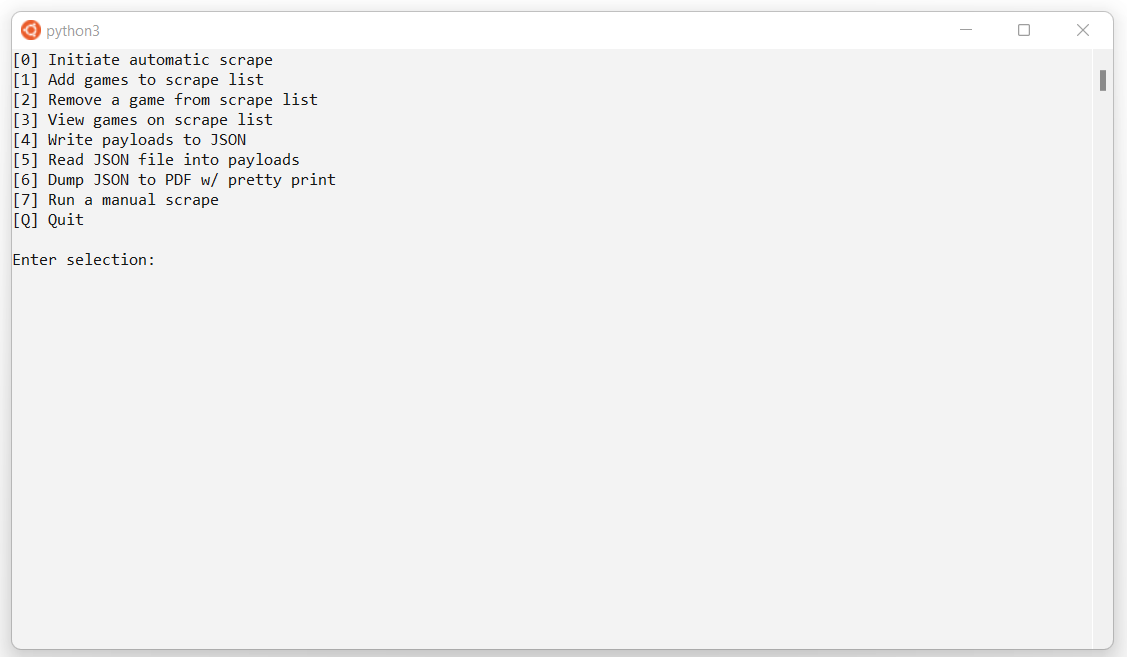 python3
[0] Initiate automatic scrape
[1] Add games to scrape list
[2] Remove a game from scrape list
[3] View games on scrape list
[4] Write payloads to JSON
[5] Read JSON file into payloads
[6] Dump JSON to PDF w/ pretty print
[7] Run a manual scrape
[Q] Quit
Enter selection: